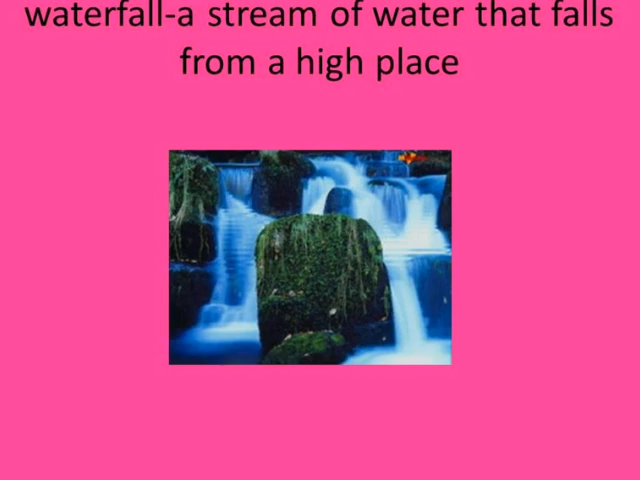 waterfall-a stream of water that falls
from a high place